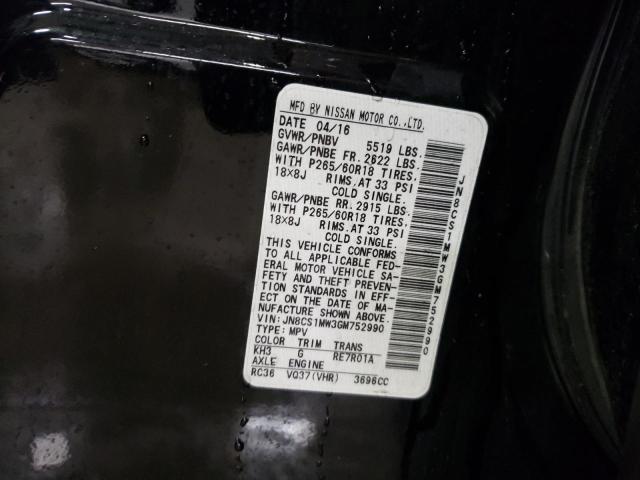 MFD BY NISSAN MOTOR CO.,LTD.
DATE 04/16
GVWR/PNBV 5519 LBS.
GAWR/PNBE FR. 2622 LBS.
WITH P265/60R18 TIRES.
18X8J RIMS.AT 33 PSI
COLD SINGLE.
GAWR/PNBE RR. 2915 LBS.
WITH P265/60R18 TIRES.
18X8J RIMS.AT 33 PSI
COLD SINGLE.
THIS VEHICLE CONFORMS
TO ALL APPLICABLE FED-
ERAL MOTOR VEHICLE SA-
FETY AND THEFT PREVEN-
TION STANDARDS IN EFF-
ECT ON THE DATE OF MA-
NUFACTURE SHOWN ABOVE.
VIN: JN8CS1MW3GM752990
TYPE: MPV
COLOR TRIM TRANS
KH3 G RE7R01A
AXLE ENGINE
RC36 VQ37(VHR) 3696CC
JN8CS1MW3GM752990